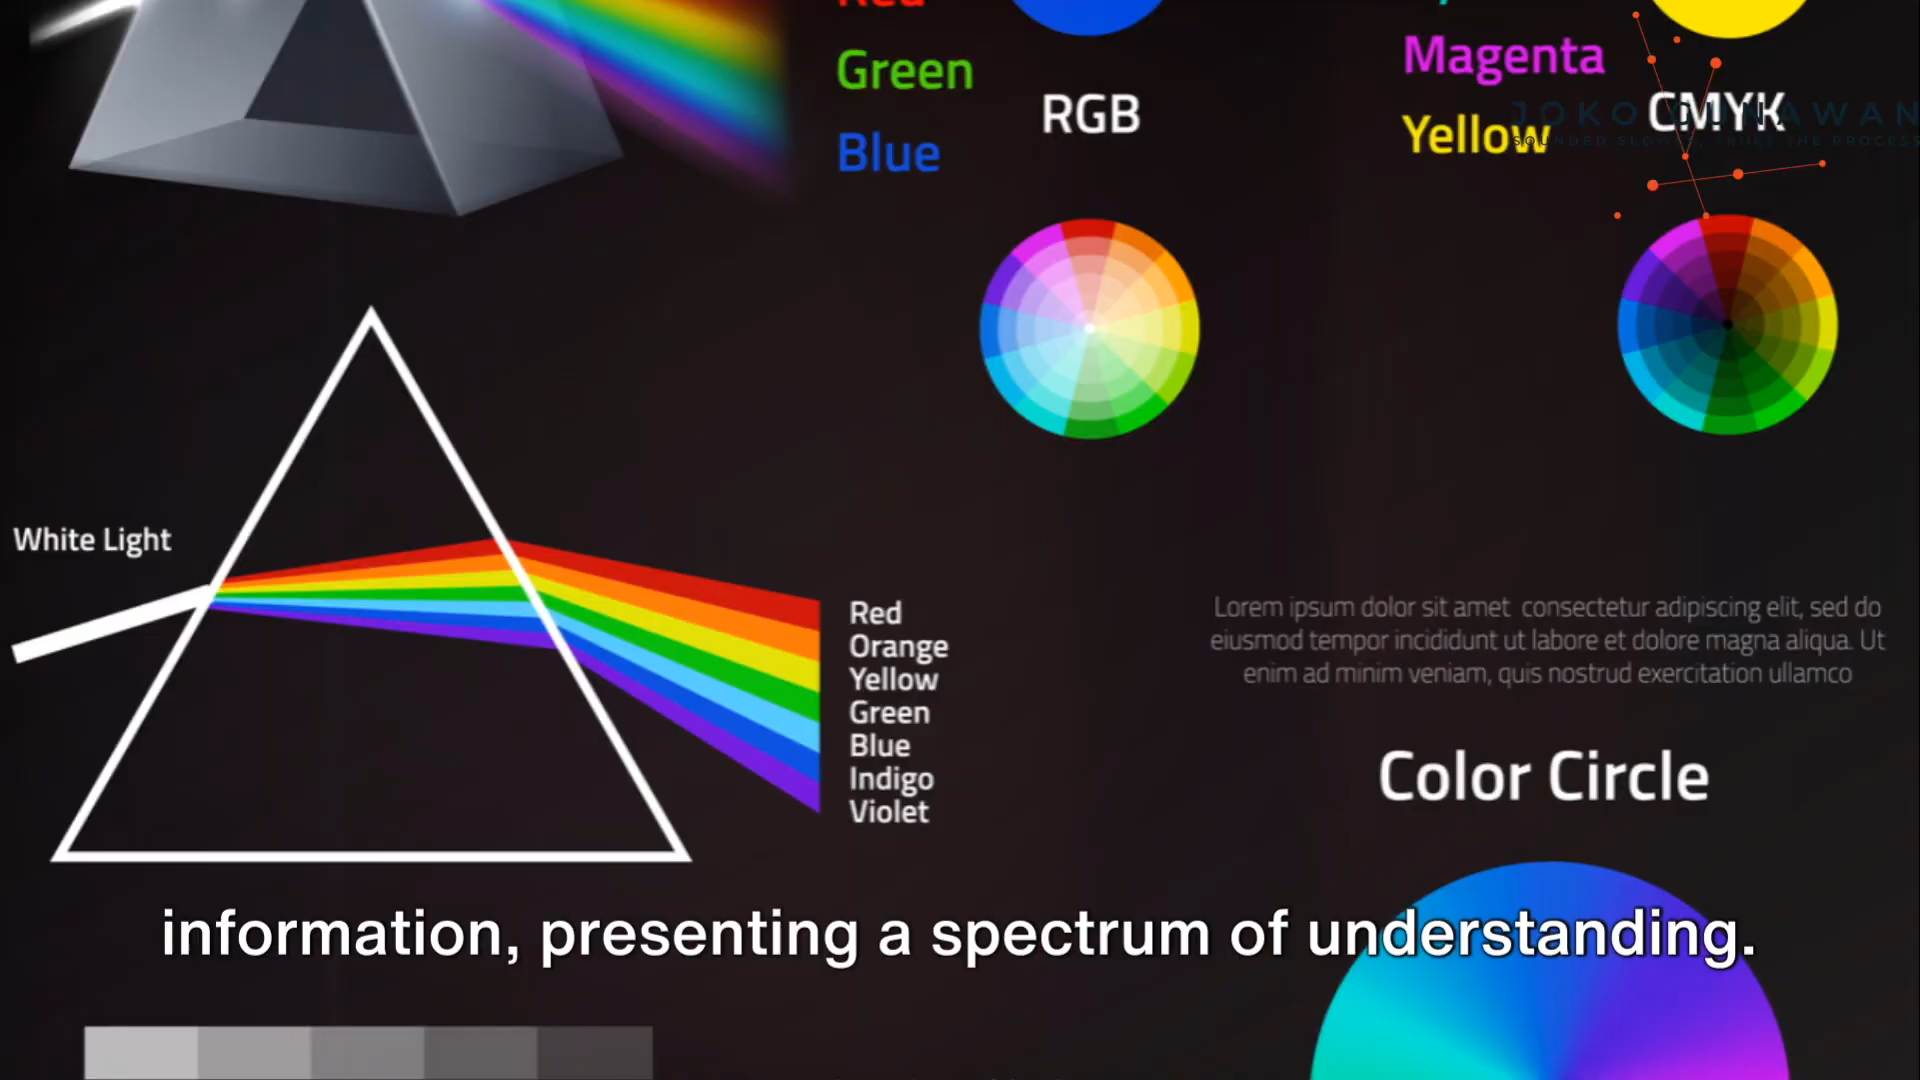 Red
Green
Blue
RGB
Magenta
Yellow
CMYK
White Light
Red
Orange
Yellow
Green
Blue
Indigo
Violet
Lorem ipsum dolor sit amet consectetur adipiscing elit, sed do
eiusmod tempor incididunt ut labore et dolore magna aliqua. Ut
enim ad minim veniam, quis nostrud exercitation ullamco
Color Circle
information, presenting a spectrum of understanding.